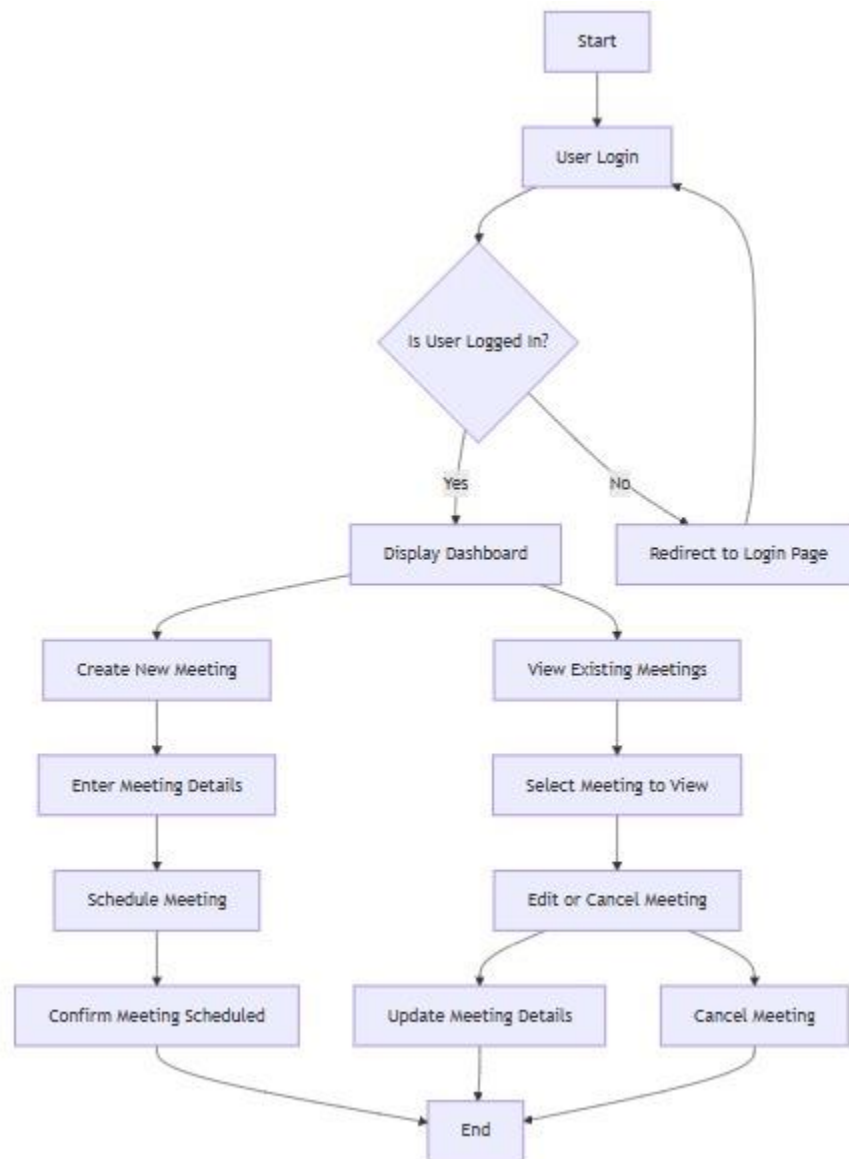 Start
User Login
Is User Logged In?
Yes
No
Display Dashboard
Redirect to Login Page
Create New Meeting
View Existing Meetings
Enter Meeting Details
Select Meeting to View
Schedule Meeting
Edit or Cancel Meeting
Confirm Meeting Scheduled
Update Meeting Details
Cancel Meeting
End